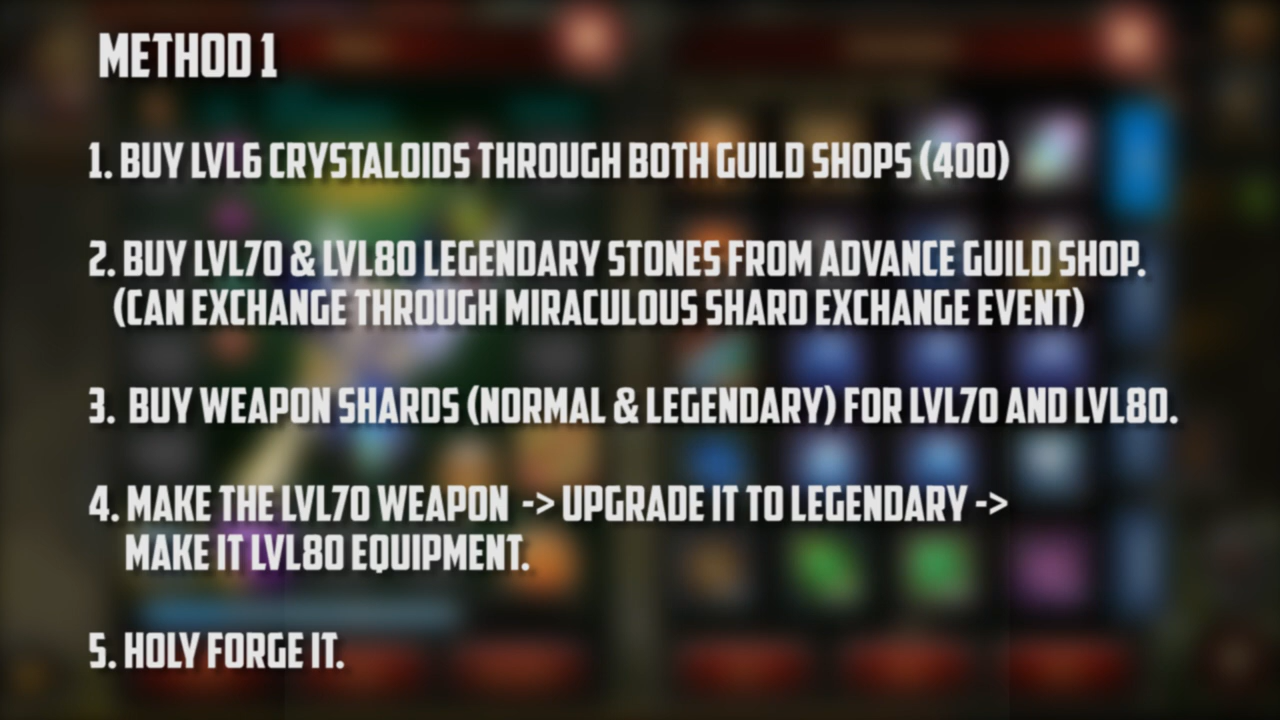 METHOD 1
1. BUY LVL6 CRYSTALOIDS THROUGH BOTH GUILD SHOPS (400)
2. BUY LVL70 & LVL80 LEGENDARY STONES FROM ADVANCE GUILD SHOP.
(CAN EXCHANGE THROUGH MIRACULOUS SHARD EXCHANGE EVENT)
3. BUY WEAPON SHARDS (NORMAL & LEGENDARY) FOR LVL70 AND LVL80.
4. MAKE THE LVL70 WEAPON -> UPGRADE IT TO LEGENDARY ->
MAKE IT LVL80 EQUIPMENT.
5. HOLY FORGE IT.